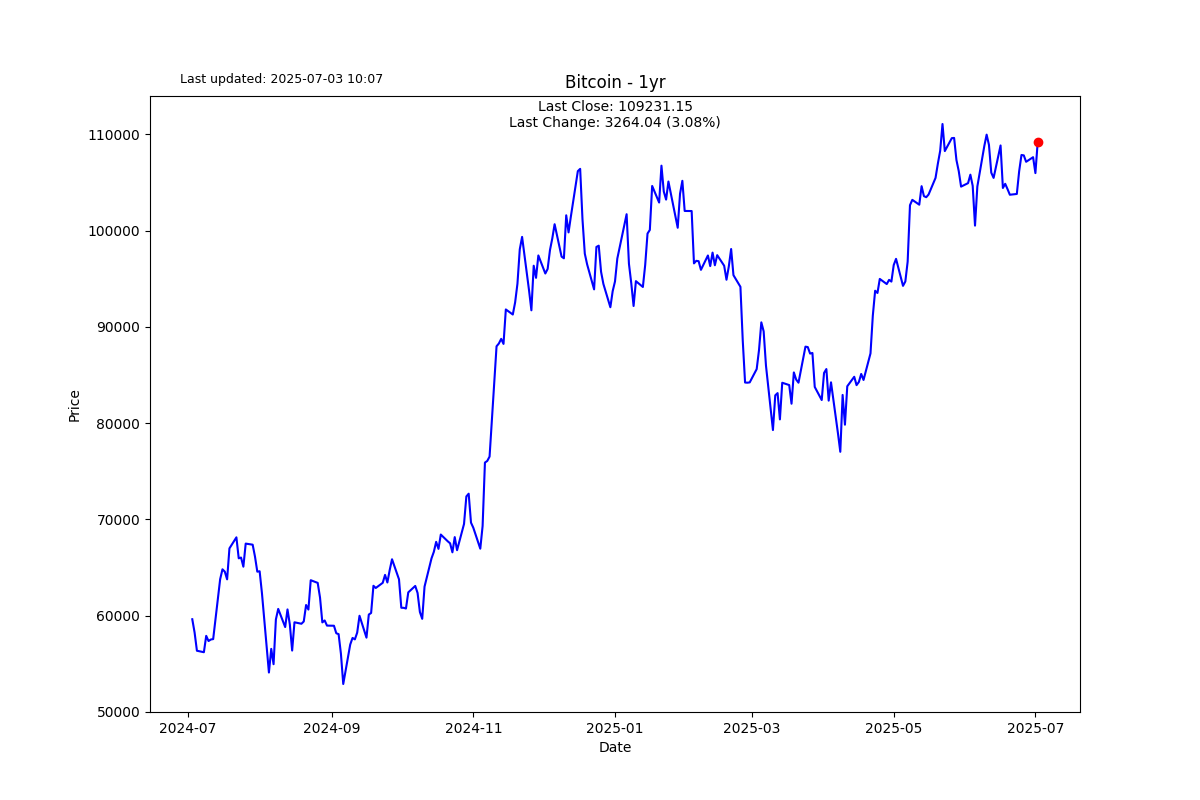 Last updated: 2025-07-03 10:07
Bitcoin - 1yr
Last Close: 109231.15
Last Change: 3264.04 (3.08%)
110000
100000
90000
80000
70000
60000
50000
Price
2024-07
2024-09
2024-11
2025-01
2025-03
2025-05
2025-07
Date